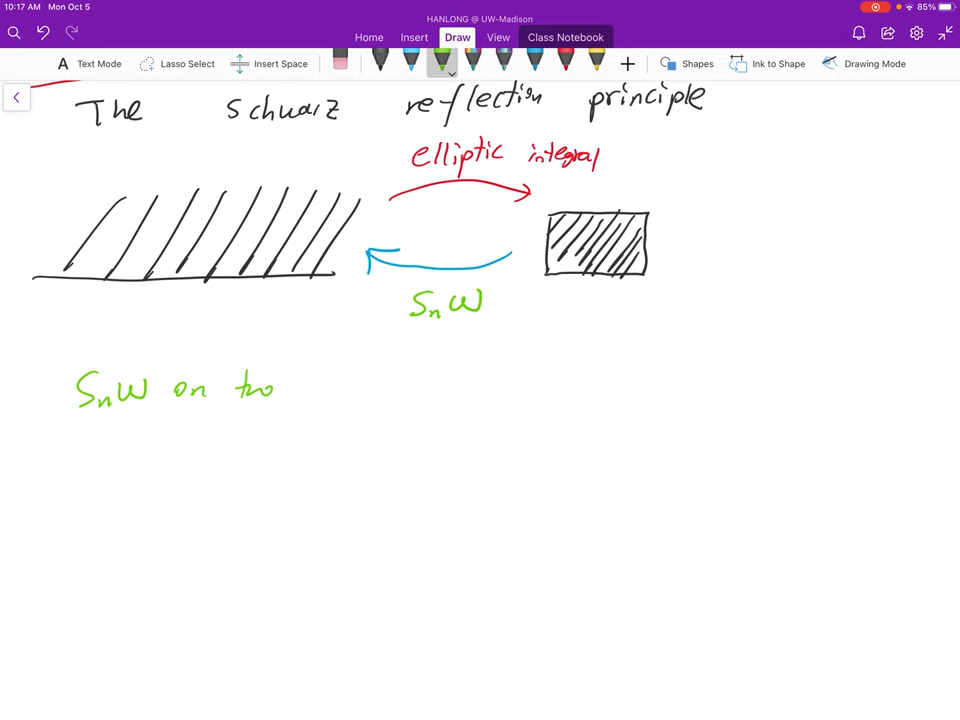 10:17 AM Mon Oct 5
85%
HANLONG @ UW-Madison
Home Insert Draw View Class Notebook
Text Mode Lasso Select Insert Space Shapes Ink to Shape Drawing Mode
The Schwarz reflection principle
elliptic integral
Sn W
Sn W on two